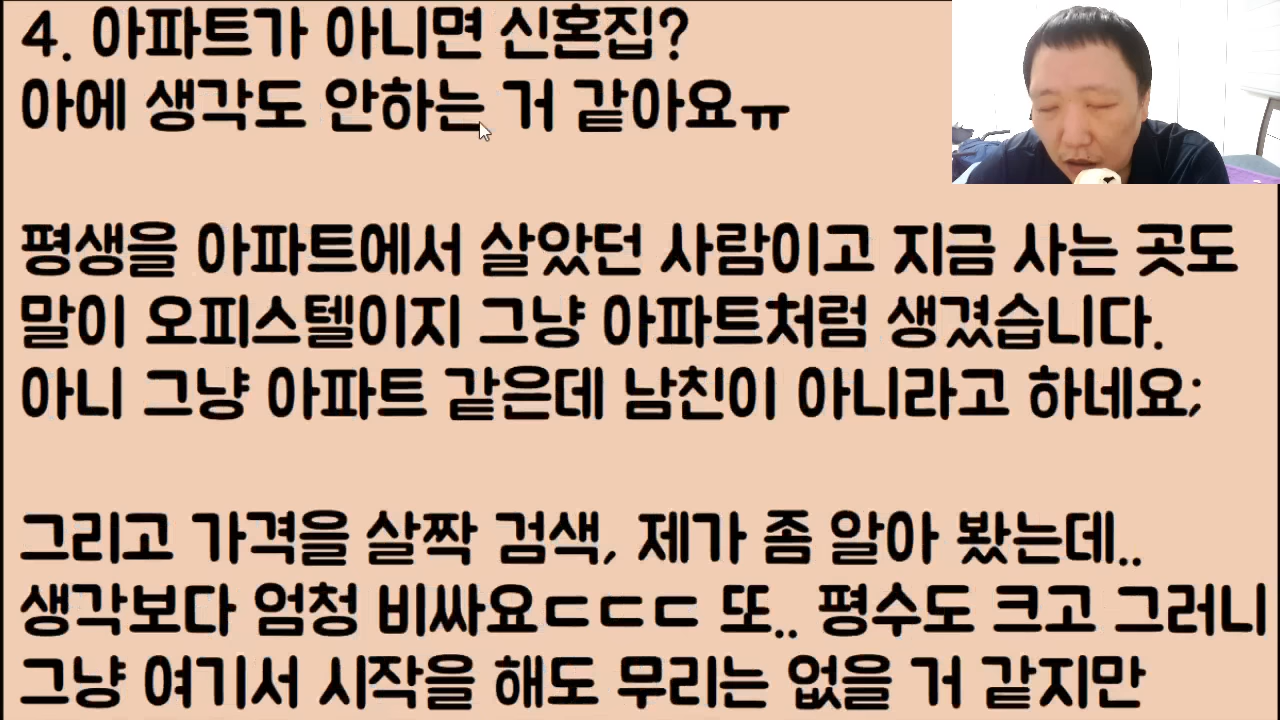 4. 아파트가 아니면 신혼집?
아에 생각도 안하는 거 같아요ㅠ
평생을 아파트에서 살았던 사람이고 지금 사는 곳도
말이 오피스텔이지 그냥 아파트처럼 생겼습니다.
아니 그냥 아파트 같은데 남친이 아니라고 하네요;
그리고 가격을 살짝 검색, 제가 좀 알아 봤는데..
생각보다 엄청 비싸요ㄷㄷㄷ 또.. 평수도 크고 그러니
그냥 여기서 시작을 해도 무리는 없을 거 같지만